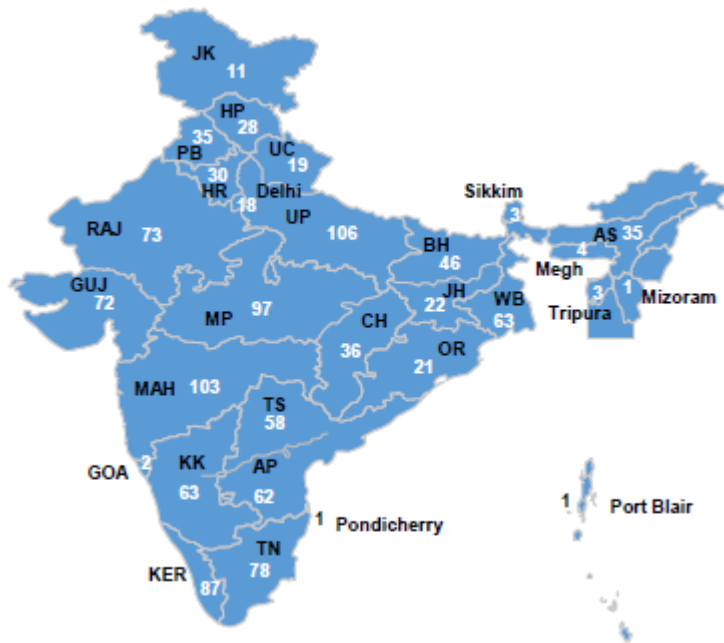 JK
11
HP
28
35
PB
UC
19
30
HR
Delhi
18
UP
106
Sikkim
3
RAJ
73
BH
46
AS
35
4
Megh
GUJ
72
MP
97
JH
22
WB
63
3
1
Tripura
Mizoram
CH
36
OR
21
MAH
103
TS
58
GOA
2
KK
63
AP
62
1
Pondicherry
1
Port Blair
TN
78
KER
87